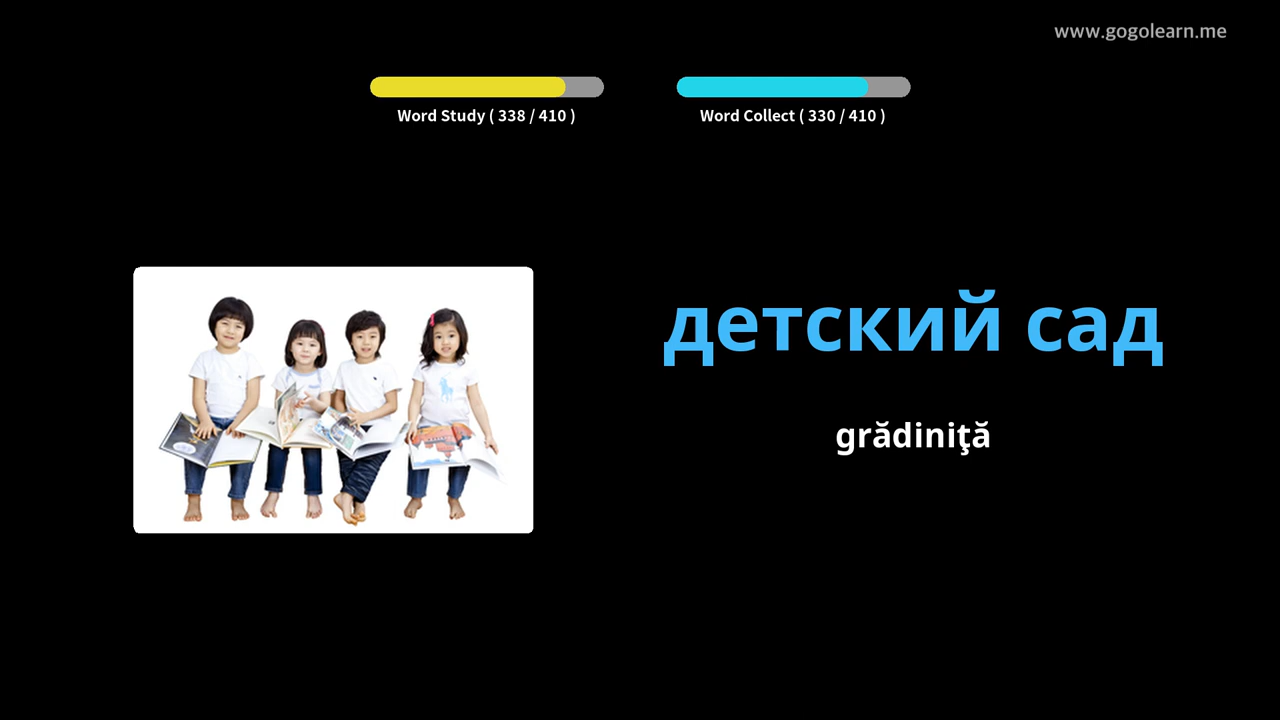 www.gogolearn.me
Word Study ( 338 / 410 )
Word Collect ( 330 / 410 )
детский сад
grădiniţă